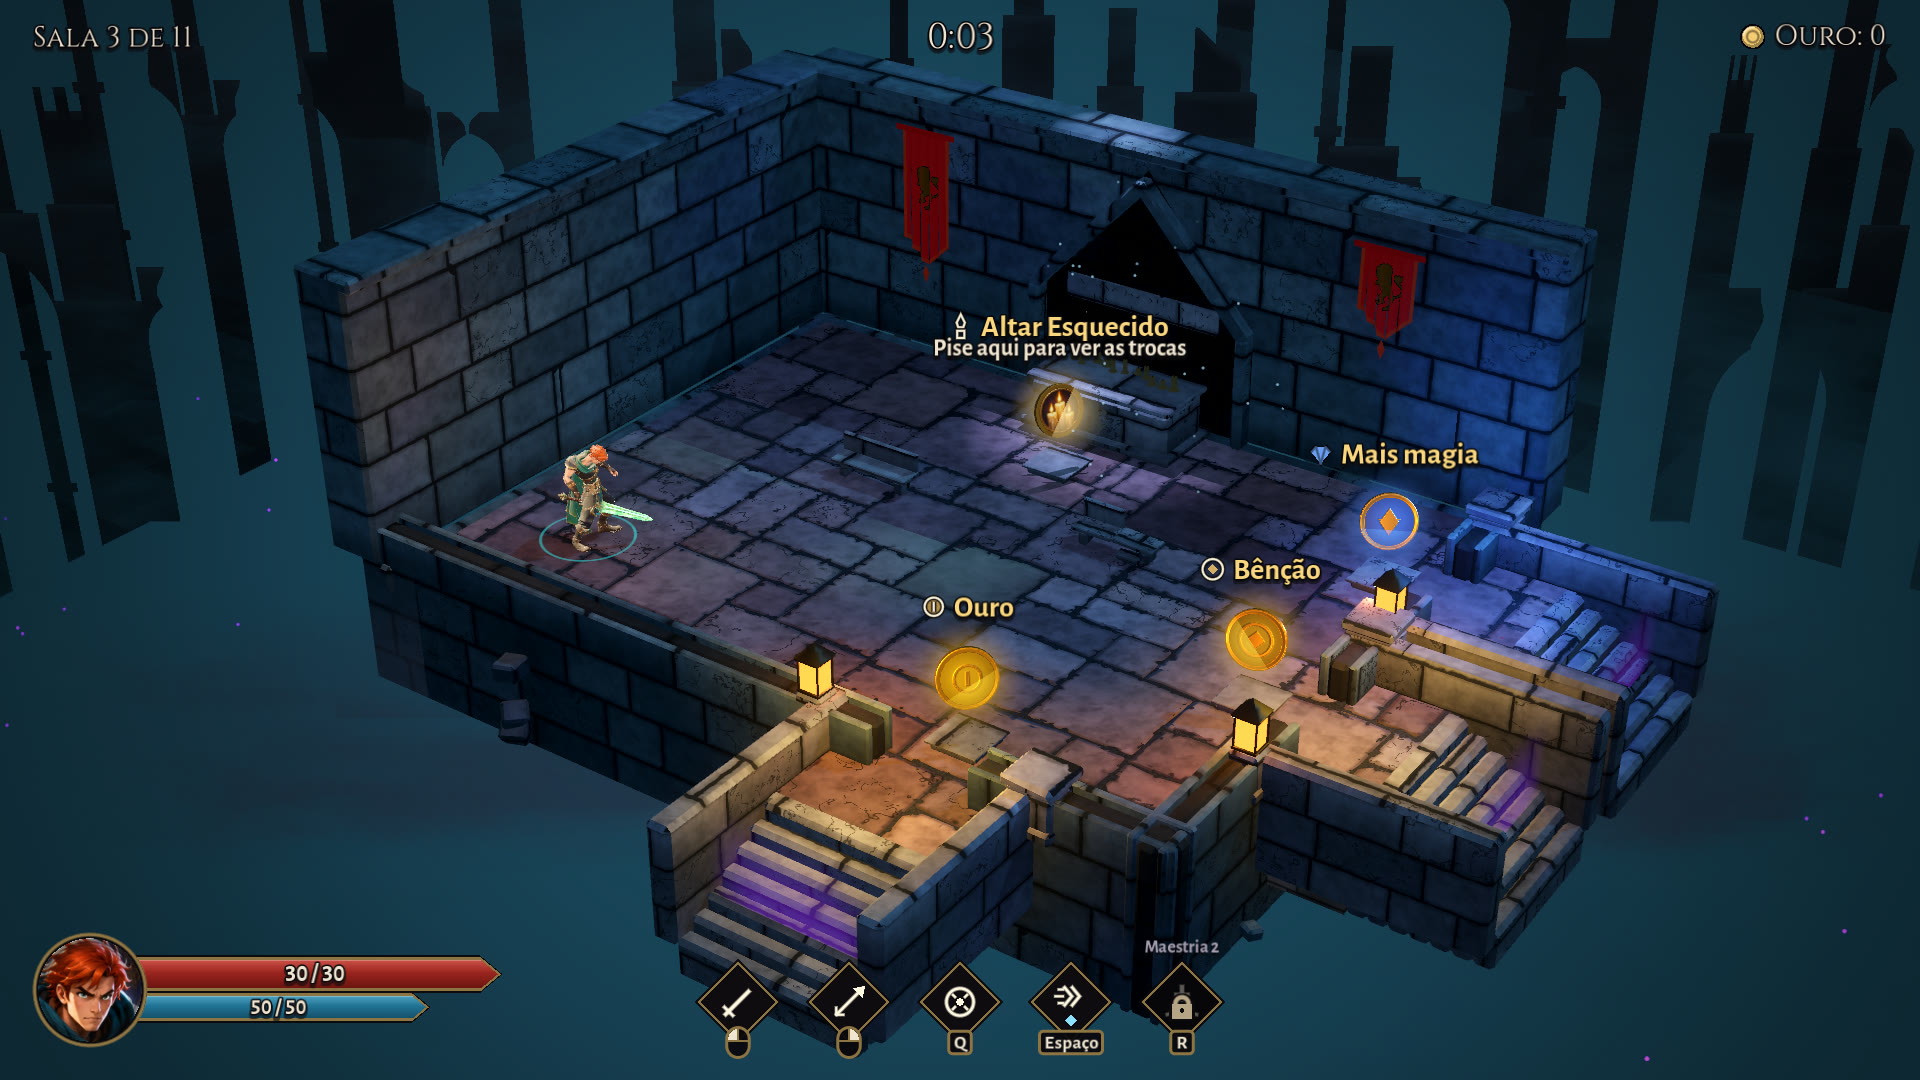 SALA 3 DE 11
0:03
OURO: 0
Altar Esquecido
Pise aqui para ver as trocas
Mais magia
Bênção
Ouro
Maestria 2
30/30
50/50
Q
Espaço
R